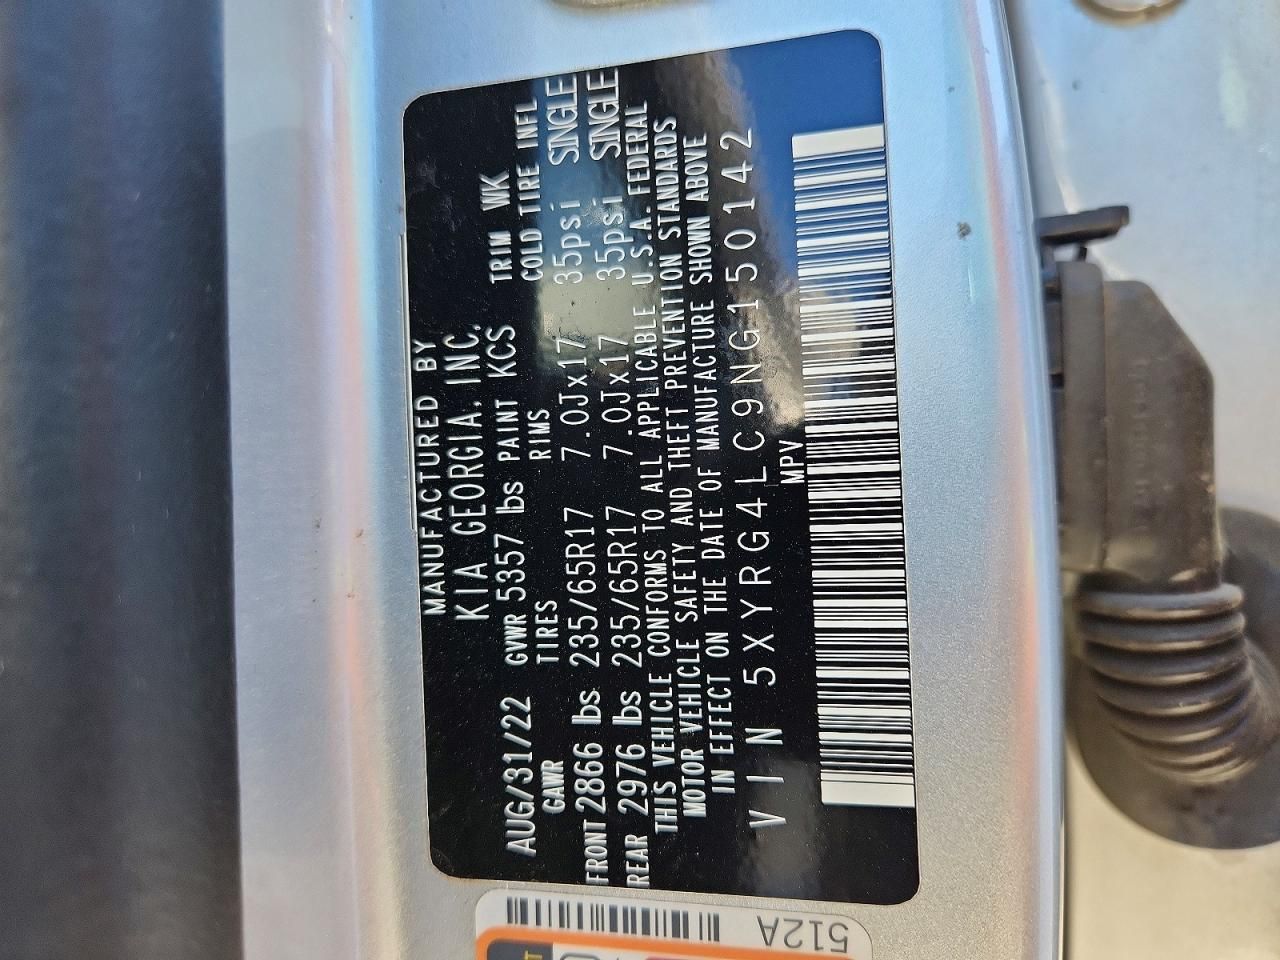 MANUFACTURED BY
KIA GEORGIA, INC.
AUG/31/22 GVWR 5357 lbs PAINT KCS TRIM WK
GAWR TIRES RIMS COLD TIRE INFL
FRONT 2866 lbs 235/65R17 7.0Jx17 35psi SINGLE
REAR 2976 lbs 235/65R17 7.0Jx17 35psi SINGLE
THIS VEHICLE CONFORMS TO ALL APPLICABLE U.S.A. FEDERAL
MOTOR VEHICLE SAFETY AND THEFT PREVENTION STANDARDS
IN EFFECT ON THE DATE OF MANUFACTURE SHOWN ABOVE
VIN 5XYRG4LC9NG150142
MPV
512A